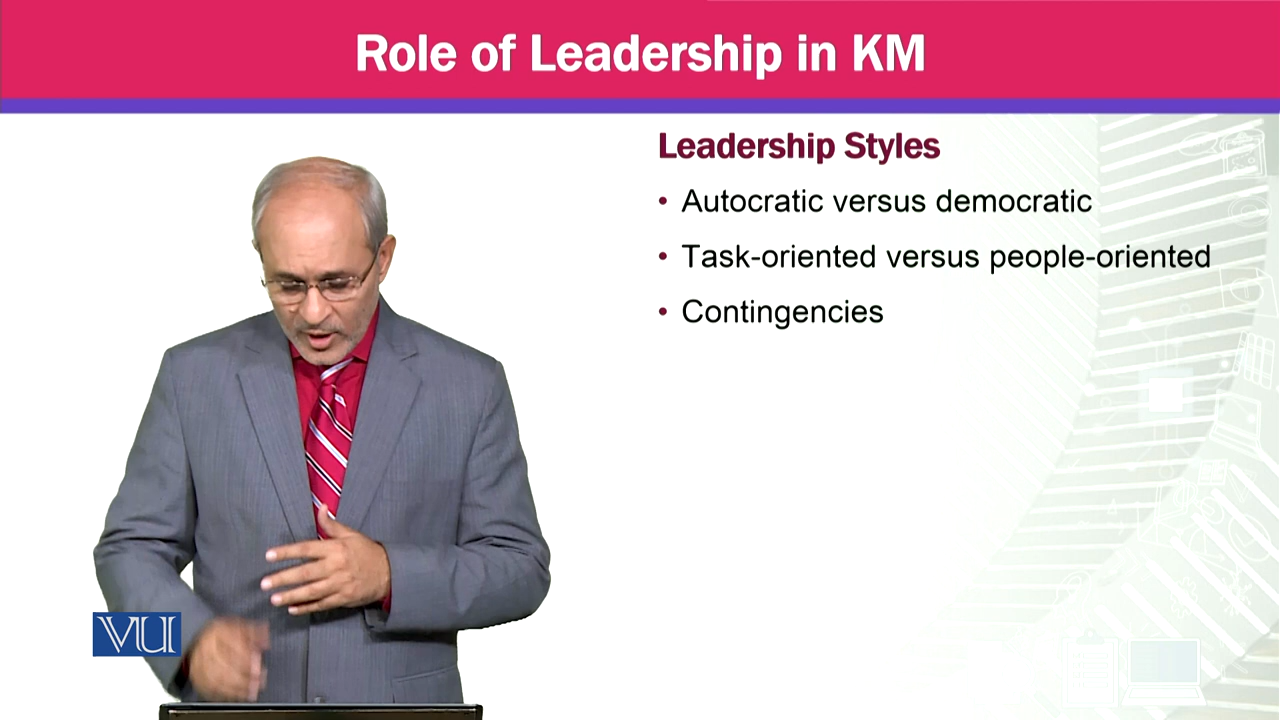 Role of Leadership in KM
Leadership Styles
• Autocratic versus democratic
• Task-oriented versus people-oriented
• Contingencies
VU